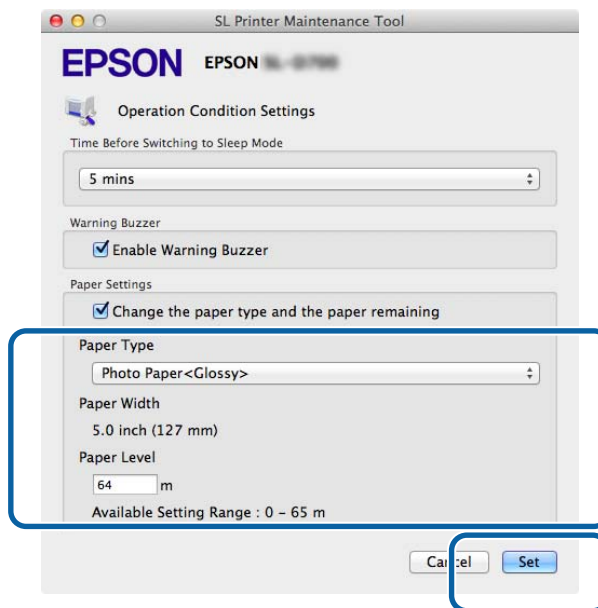 SL Printer Maintenance Tool
EPSON EPSON
Operation Condition Settings
Time Before Switching to Sleep Mode
5 mins
Warning Buzzer
Enable Warning Buzzer
Paper Settings
Change the paper type and the paper remaining
Paper Type
Photo Paper<Glossy>
Paper Width
5.0 inch (127 mm)
Paper Level
64 m
Available Setting Range : 0 – 65 m
Cancel Set